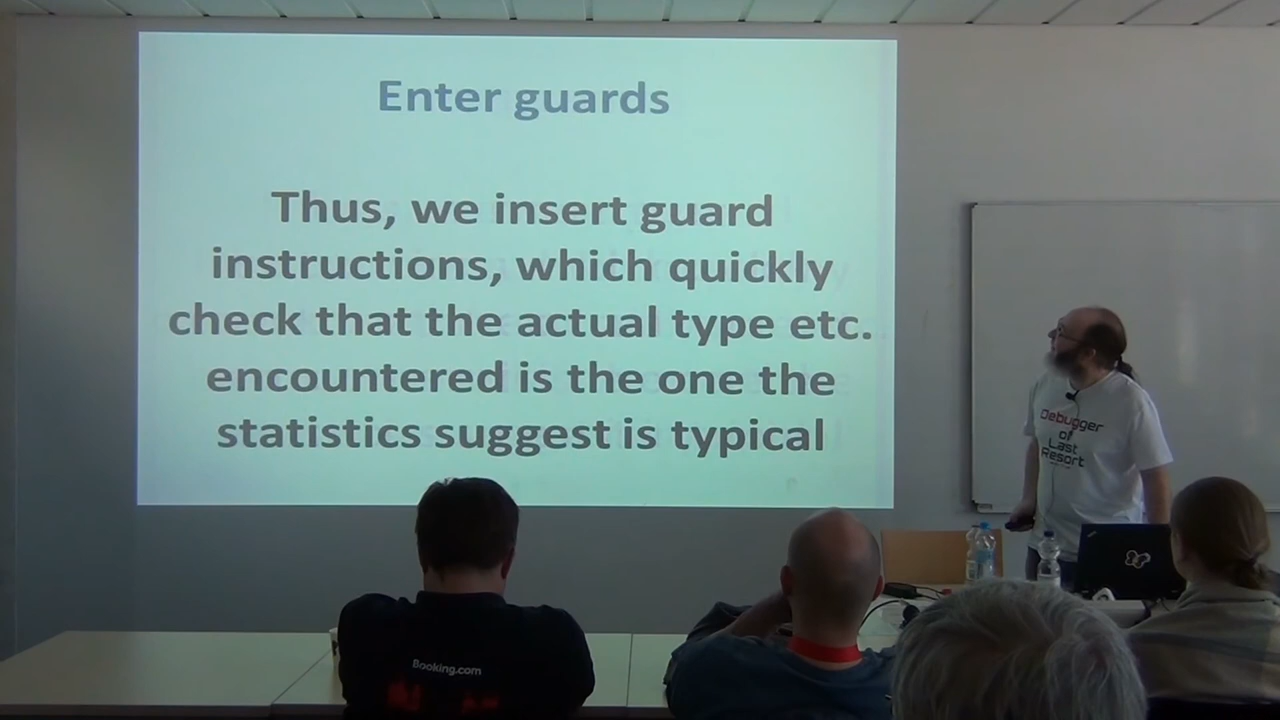 Enter guards
Thus, we insert guard
instructions, which quickly
check that the actual type etc.
encountered is the one the
statistics suggest is typical
Debugger
of
Last
Resort
Booking.com